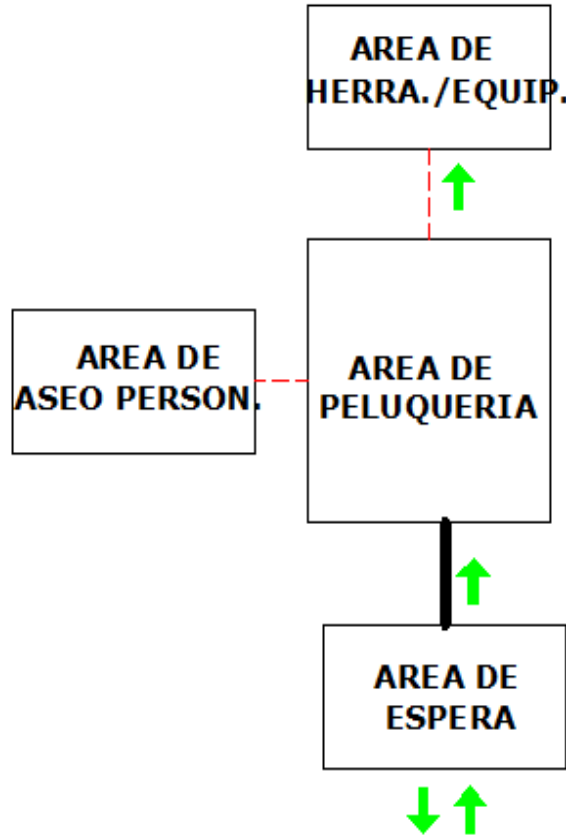 AREA DE
HERRA./EQUIP.
AREA DE
ASEO PERSON.
AREA DE
PELUQUERIA
AREA DE
ESPERA